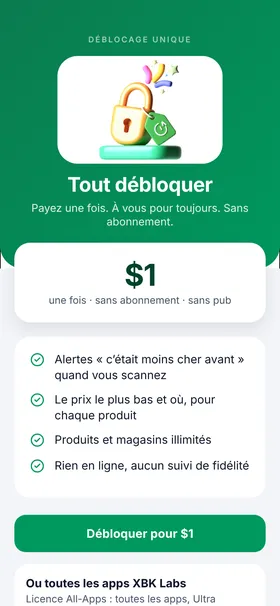 DÉBLOCAGE UNIQUE
Tout débloquer
Payez une fois. À vous pour toujours. Sans
abonnement.
$1
une fois · sans abonnement · sans pub
Alertes « c’était moins cher avant »
quand vous scannez
Le prix le plus bas et où, pour
chaque produit
Produits et magasins illimités
Rien en ligne, aucun suivi de fidélité
Débloquer pour $1
Ou toutes les apps XBK Labs
Licence All-Apps : toutes les apps, Ultra